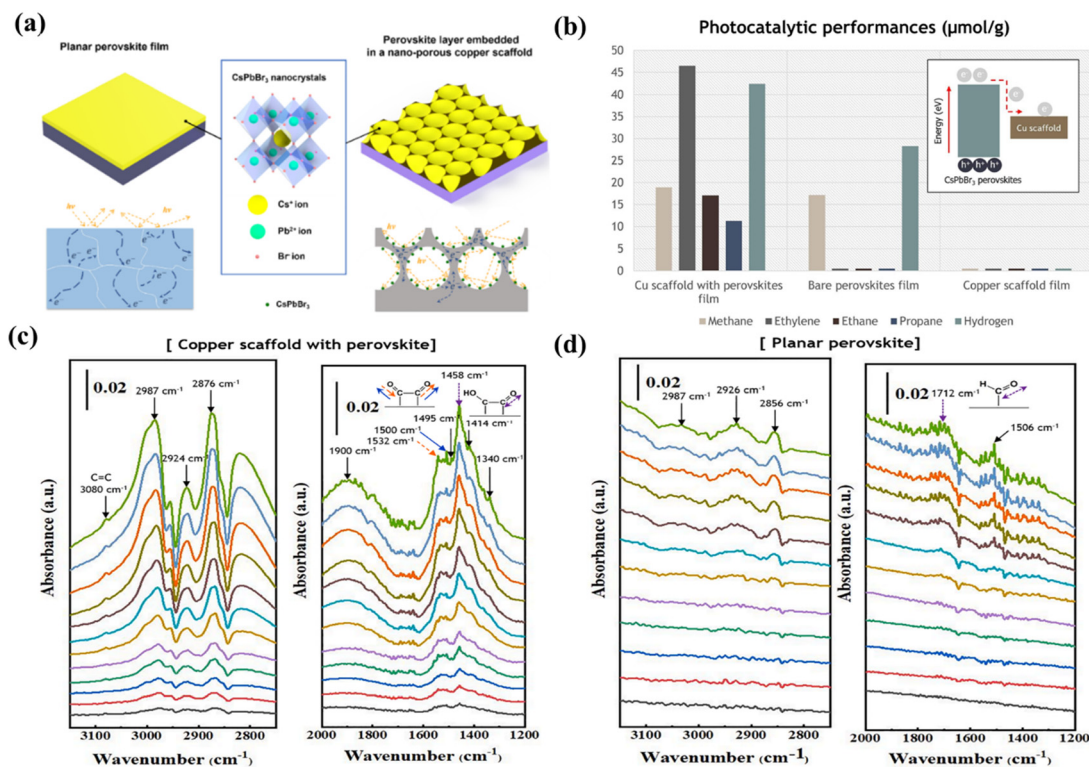 (a)
Planar perovskite film
Perovskite layer embedded
in a nano-porous copper scaffold
CsPbBr₃ nanocrystals
Cs⁺ ion
Pb²⁺ ion
Br⁻ ion
CsPbBr₃
hν
e⁻
e⁻
e⁻
e⁻
e⁻
hν
hν
(b)
Photocatalytic performances (μmol/g)
50
45
40
35
30
25
20
15
10
5
0
Cu scaffold with perovskites
film
Bare perovskites film
Copper scaffold film
Methane
Ethylene
Ethane
Propane
Hydrogen
Energy (eV)
e⁻
e⁻
e⁻
e⁻
Cu scaffold
h⁺
h⁺
h⁺
CsPbBr₃ perovskites
(c)
[ Copper scaffold with perovskite]
0.02
2987 cm⁻¹
2876 cm⁻¹
C=C
3080 cm⁻¹
2924 cm⁻¹
Absorbance (a.u.)
3100 3000 2900 2800
Wavenumber (cm⁻¹)
0.02
O
O
1458 cm⁻¹
HO
O
1495 cm⁻¹
1500 cm⁻¹
1532 cm⁻¹
1414 cm⁻¹
1900 cm⁻¹
1340 cm⁻¹
Absorbance (a.u.)
2000 1800 1600 1400 1200
Wavenumber (cm⁻¹)
(d)
[ Planar perovskite]
0.02
2987 cm⁻¹
2926 cm⁻¹
2856 cm⁻¹
Absorbance (a.u.)
3100 3000 2900 2800
Wavenumber (cm⁻¹)
0.02
H
O
1712 cm⁻¹
1506 cm⁻¹
Absorbance (a.u.)
2000 1800 1600 1400 1200
Wavenumber (cm⁻¹)